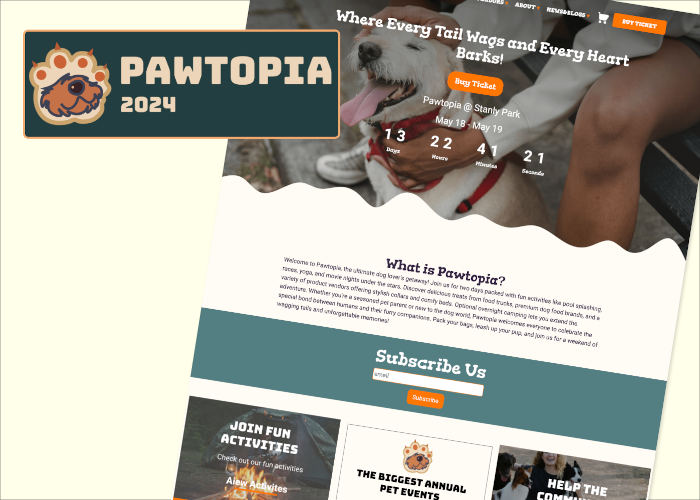 PAWTOPIA
2024
ABOUT
NEWS&BLOGS
BUY TICKET
Where Every Tail Wags and Every Heart
Barks!
Buy Ticket
Pawtopia @ Stanly Park
May 18 - May 19
13 22 41 21
Days Hours Minutes Seconds
What is Pawtopia?
Welcome to Pawtopia, the ultimate dog lover's getaway! Join us for two days packed with fun activities like pool splashing,
races, yoga, and movie nights under the stars. Discover delicious treats from food trucks, premium dog food brands, and a
variety of product vendors offering stylish collars and comfy beds. Optional overnight camping lets you extend the
adventure. Whether you're a seasoned pet parent or new to the dog world, Pawtopia welcomes everyone to celebrate the
special bond between humans and their furry companions. Pack your bags, leash up your pup, and join us for a weekend of
wagging tails and unforgettable memories!
Subscribe Us
email
Subscribe
JOIN FUN
ACTIVITIES
Check out our fun activities
Aiew Activites
THE BIGGEST ANNUAL
PET EVENTS
HELP THE